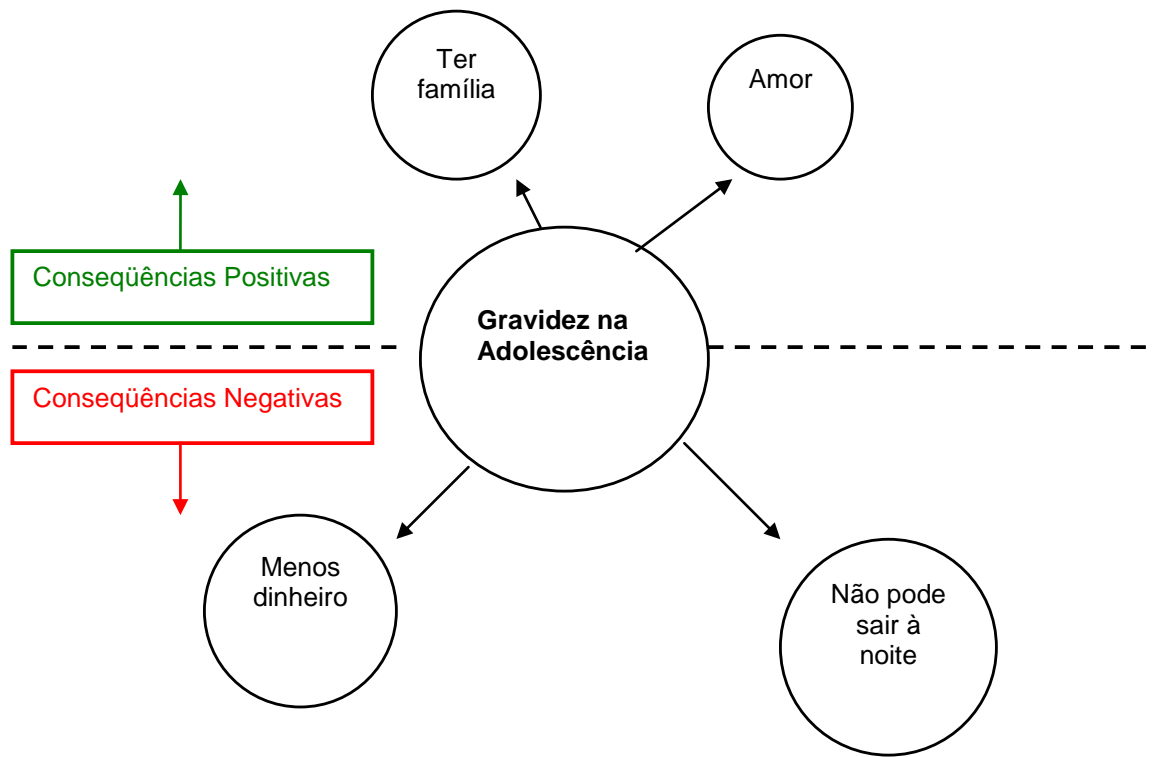 Ter
família
Amor
Conseqüências Positivas
Gravidez na
Adolescência
Conseqüências Negativas
Menos
dinheiro
Não pode
sair à
noite